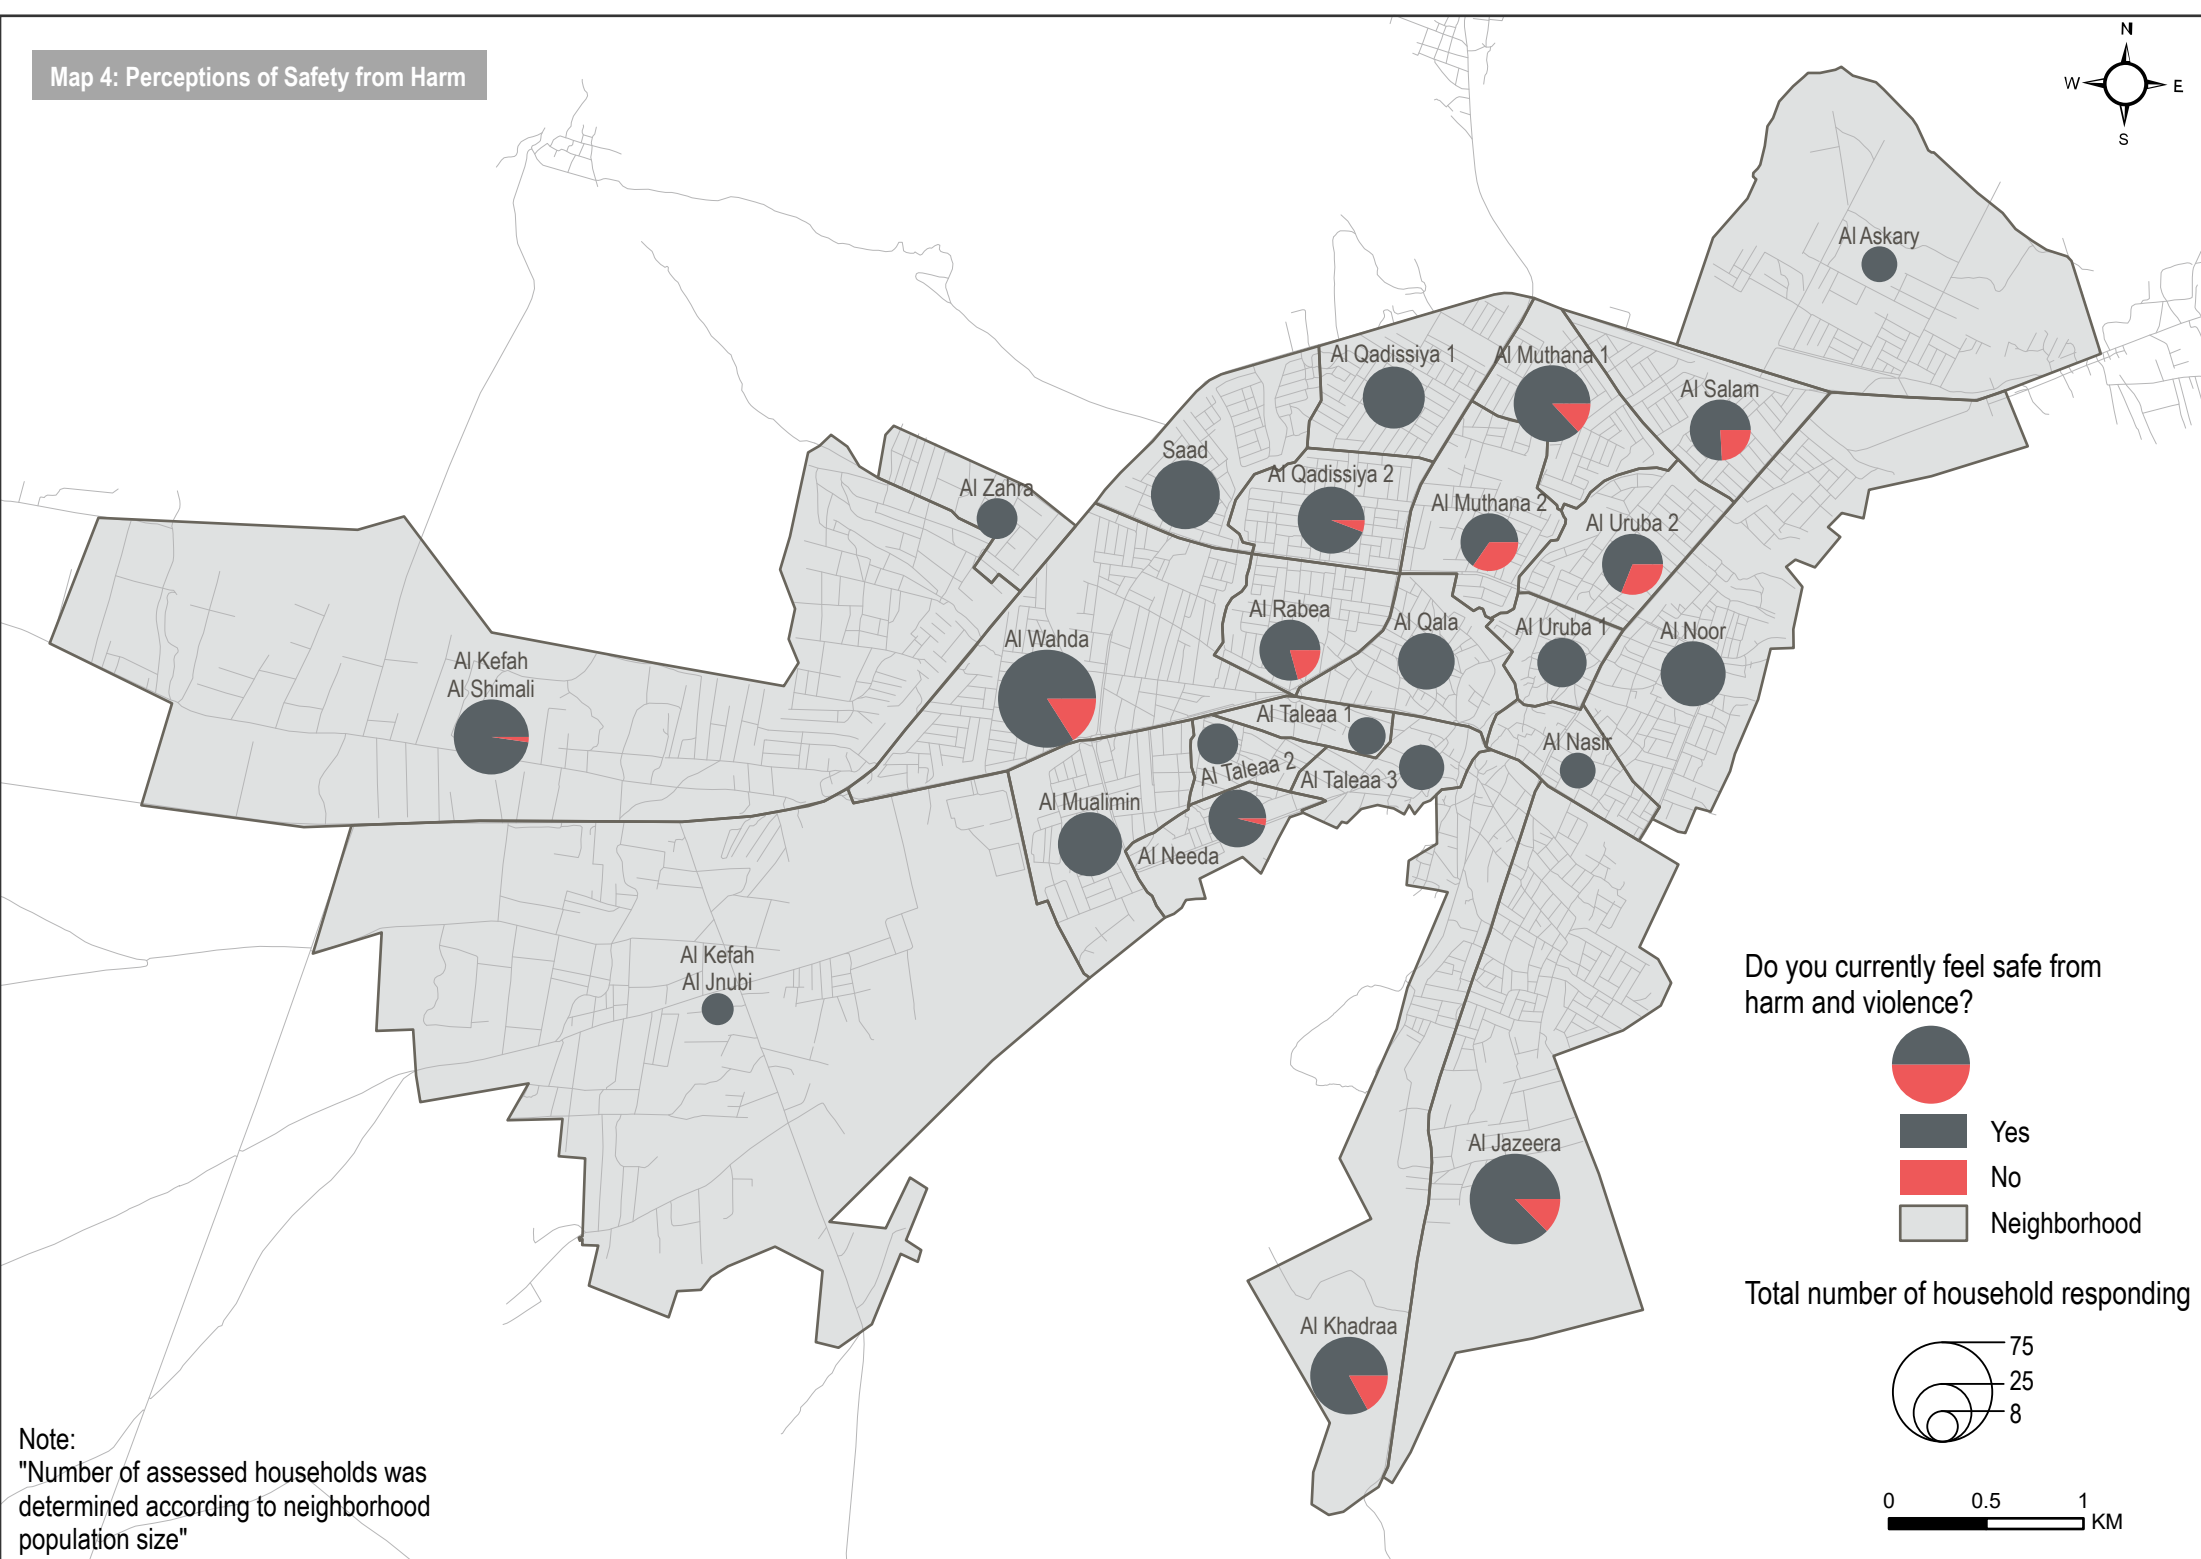 Map 4: Perceptions of Safety from Harm
N
W
E
S
Al Askary
Al Qadissiya 1
Al Muthana 1
Al Salam
Saad
Al Qadissiya 2
Al Zahra
Al Muthana 2
Al Uruba 2
Al Rabea
Al Qala
Al Uruba 1
Al Noor
Al Wahda
Al Kefah
Al Shimali
Al Taleaa 1
Al Nasir
Al Taleaa 2
Al Taleaa 3
Al Mualimin
Al Needa
Al Kefah
Al Jnubi
Al Jazeera
Al Khadraa
Do you currently feel safe from
harm and violence?
Yes
No
Neighborhood
Total number of household responding
75
25
8
0 0.5 1
KM
Note:
"Number of assessed households was
determined according to neighborhood
population size"